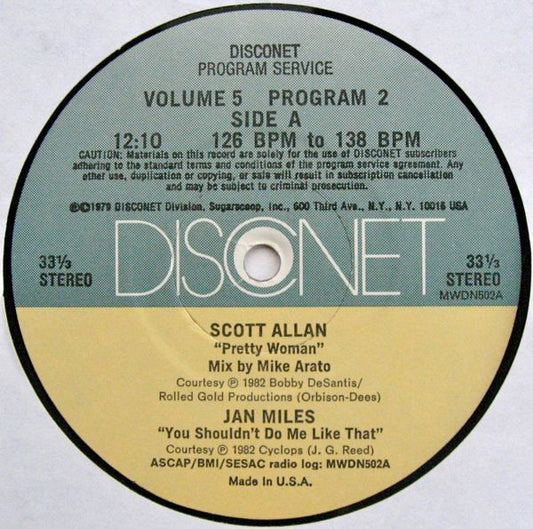 DISCONET
PROGRAM SERVICE
VOLUME 5 PROGRAM 2
SIDE A
12:10 126 BPM to 138 BPM
CAUTION: Materials on this record are solely for the use of DISCONET subscribers
adhering to the standard terms and conditions of the program service agreement. Any
other use, duplication or copying, or sale will result in subscription cancellation
and may be subject to criminal prosecution.
℗©1979 DISCONET Division, Sugarscoop, Inc., 600 Third Ave., N.Y., N.Y. 10016 USA
DISCONET
33⅓
STEREO
33⅓
STEREO
MWDN502A
SCOTT ALLAN
“Pretty Woman”
Mix by Mike Arato
Courtesy ℗ 1982 Bobby DeSantis/
Rolled Gold Productions (Orbison-Dees)
JAN MILES
“You Shouldn't Do Me Like That”
Courtesy ℗ 1982 Cyclops (J. G. Reed)
ASCAP/BMI/SESAC radio log: MWDN502A
Made in U.S.A.